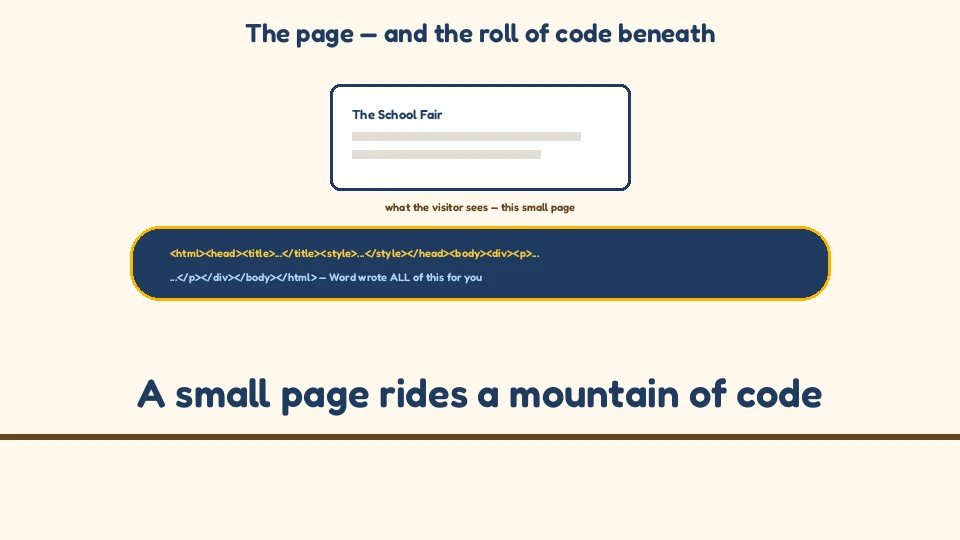 The page — and the roll of code beneath
The School Fair
what the visitor sees — this small page
<html><head><title>...</title><style>...</style></head><body><div><p>...
...</p></div></body></html> — Word wrote ALL of this for you
A small page rides a mountain of code